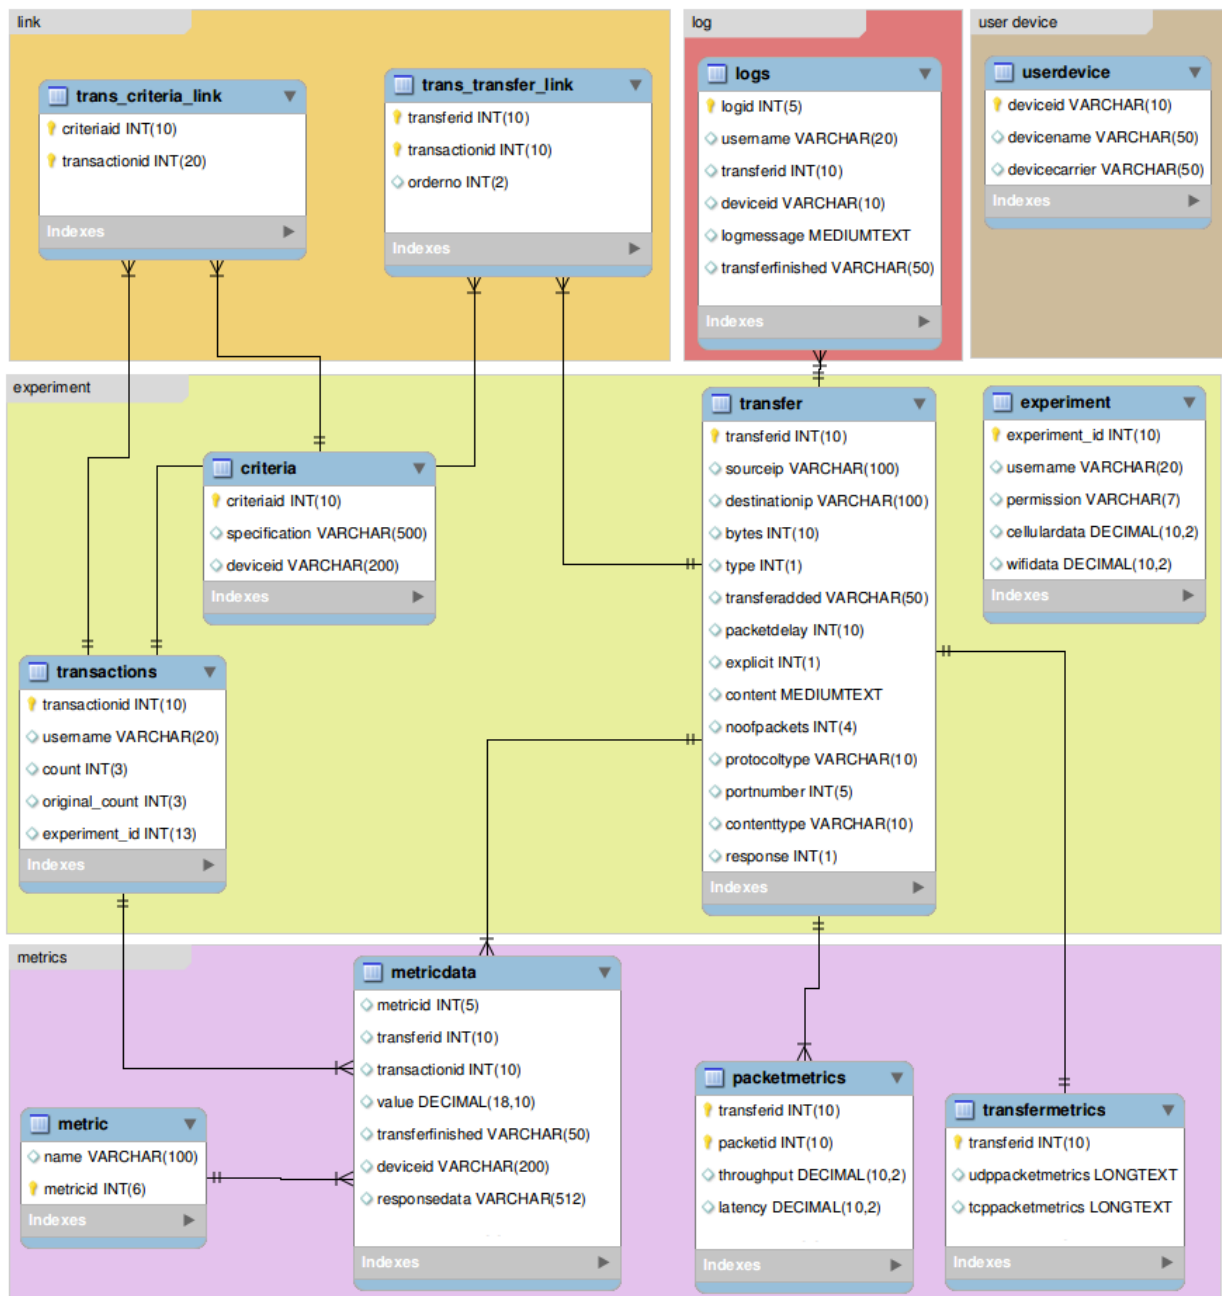 link
trans_criteria_link
criteriaid INT(10)
transactionid INT(20)
Indexes
trans_transfer_link
transferid INT(10)
transactionid INT(10)
orderno INT(2)
Indexes
log
logs
logid INT(5)
username VARCHAR(20)
transferid INT(10)
deviceid VARCHAR(10)
logmessage MEDIUMTEXT
transferfinished VARCHAR(50)
Indexes
user device
userdevice
deviceid VARCHAR(10)
devicename VARCHAR(50)
devicecarrier VARCHAR(50)
Indexes
experiment
criteria
criteriaid INT(10)
specification VARCHAR(500)
deviceid VARCHAR(200)
Indexes
transfer
transferid INT(10)
sourceip VARCHAR(100)
destinationip VARCHAR(100)
bytes INT(10)
type INT(1)
transferadded VARCHAR(50)
packetdelay INT(10)
explicit INT(1)
content MEDIUMTEXT
noofpackets INT(4)
protocoltype VARCHAR(10)
portnumber INT(5)
contenttype VARCHAR(10)
response INT(1)
Indexes
experiment
experiment_id INT(10)
username VARCHAR(20)
permission VARCHAR(7)
cellulardata DECIMAL(10,2)
wifidata DECIMAL(10,2)
Indexes
transactions
transactionid INT(10)
username VARCHAR(20)
count INT(3)
original_count INT(3)
experiment_id INT(13)
Indexes
metrics
metricdata
metricid INT(5)
transferid INT(10)
transactionid INT(10)
value DECIMAL(18,10)
transferfinished VARCHAR(50)
deviceid VARCHAR(200)
responsedata VARCHAR(512)
Indexes
metric
name VARCHAR(100)
metricid INT(6)
Indexes
packetmetrics
transferid INT(10)
packetid INT(10)
throughput DECIMAL(10,2)
latency DECIMAL(10,2)
Indexes
transfermetrics
transferid INT(10)
udppacketmetrics LONGTEXT
tcppacketmetrics LONGTEXT
Indexes